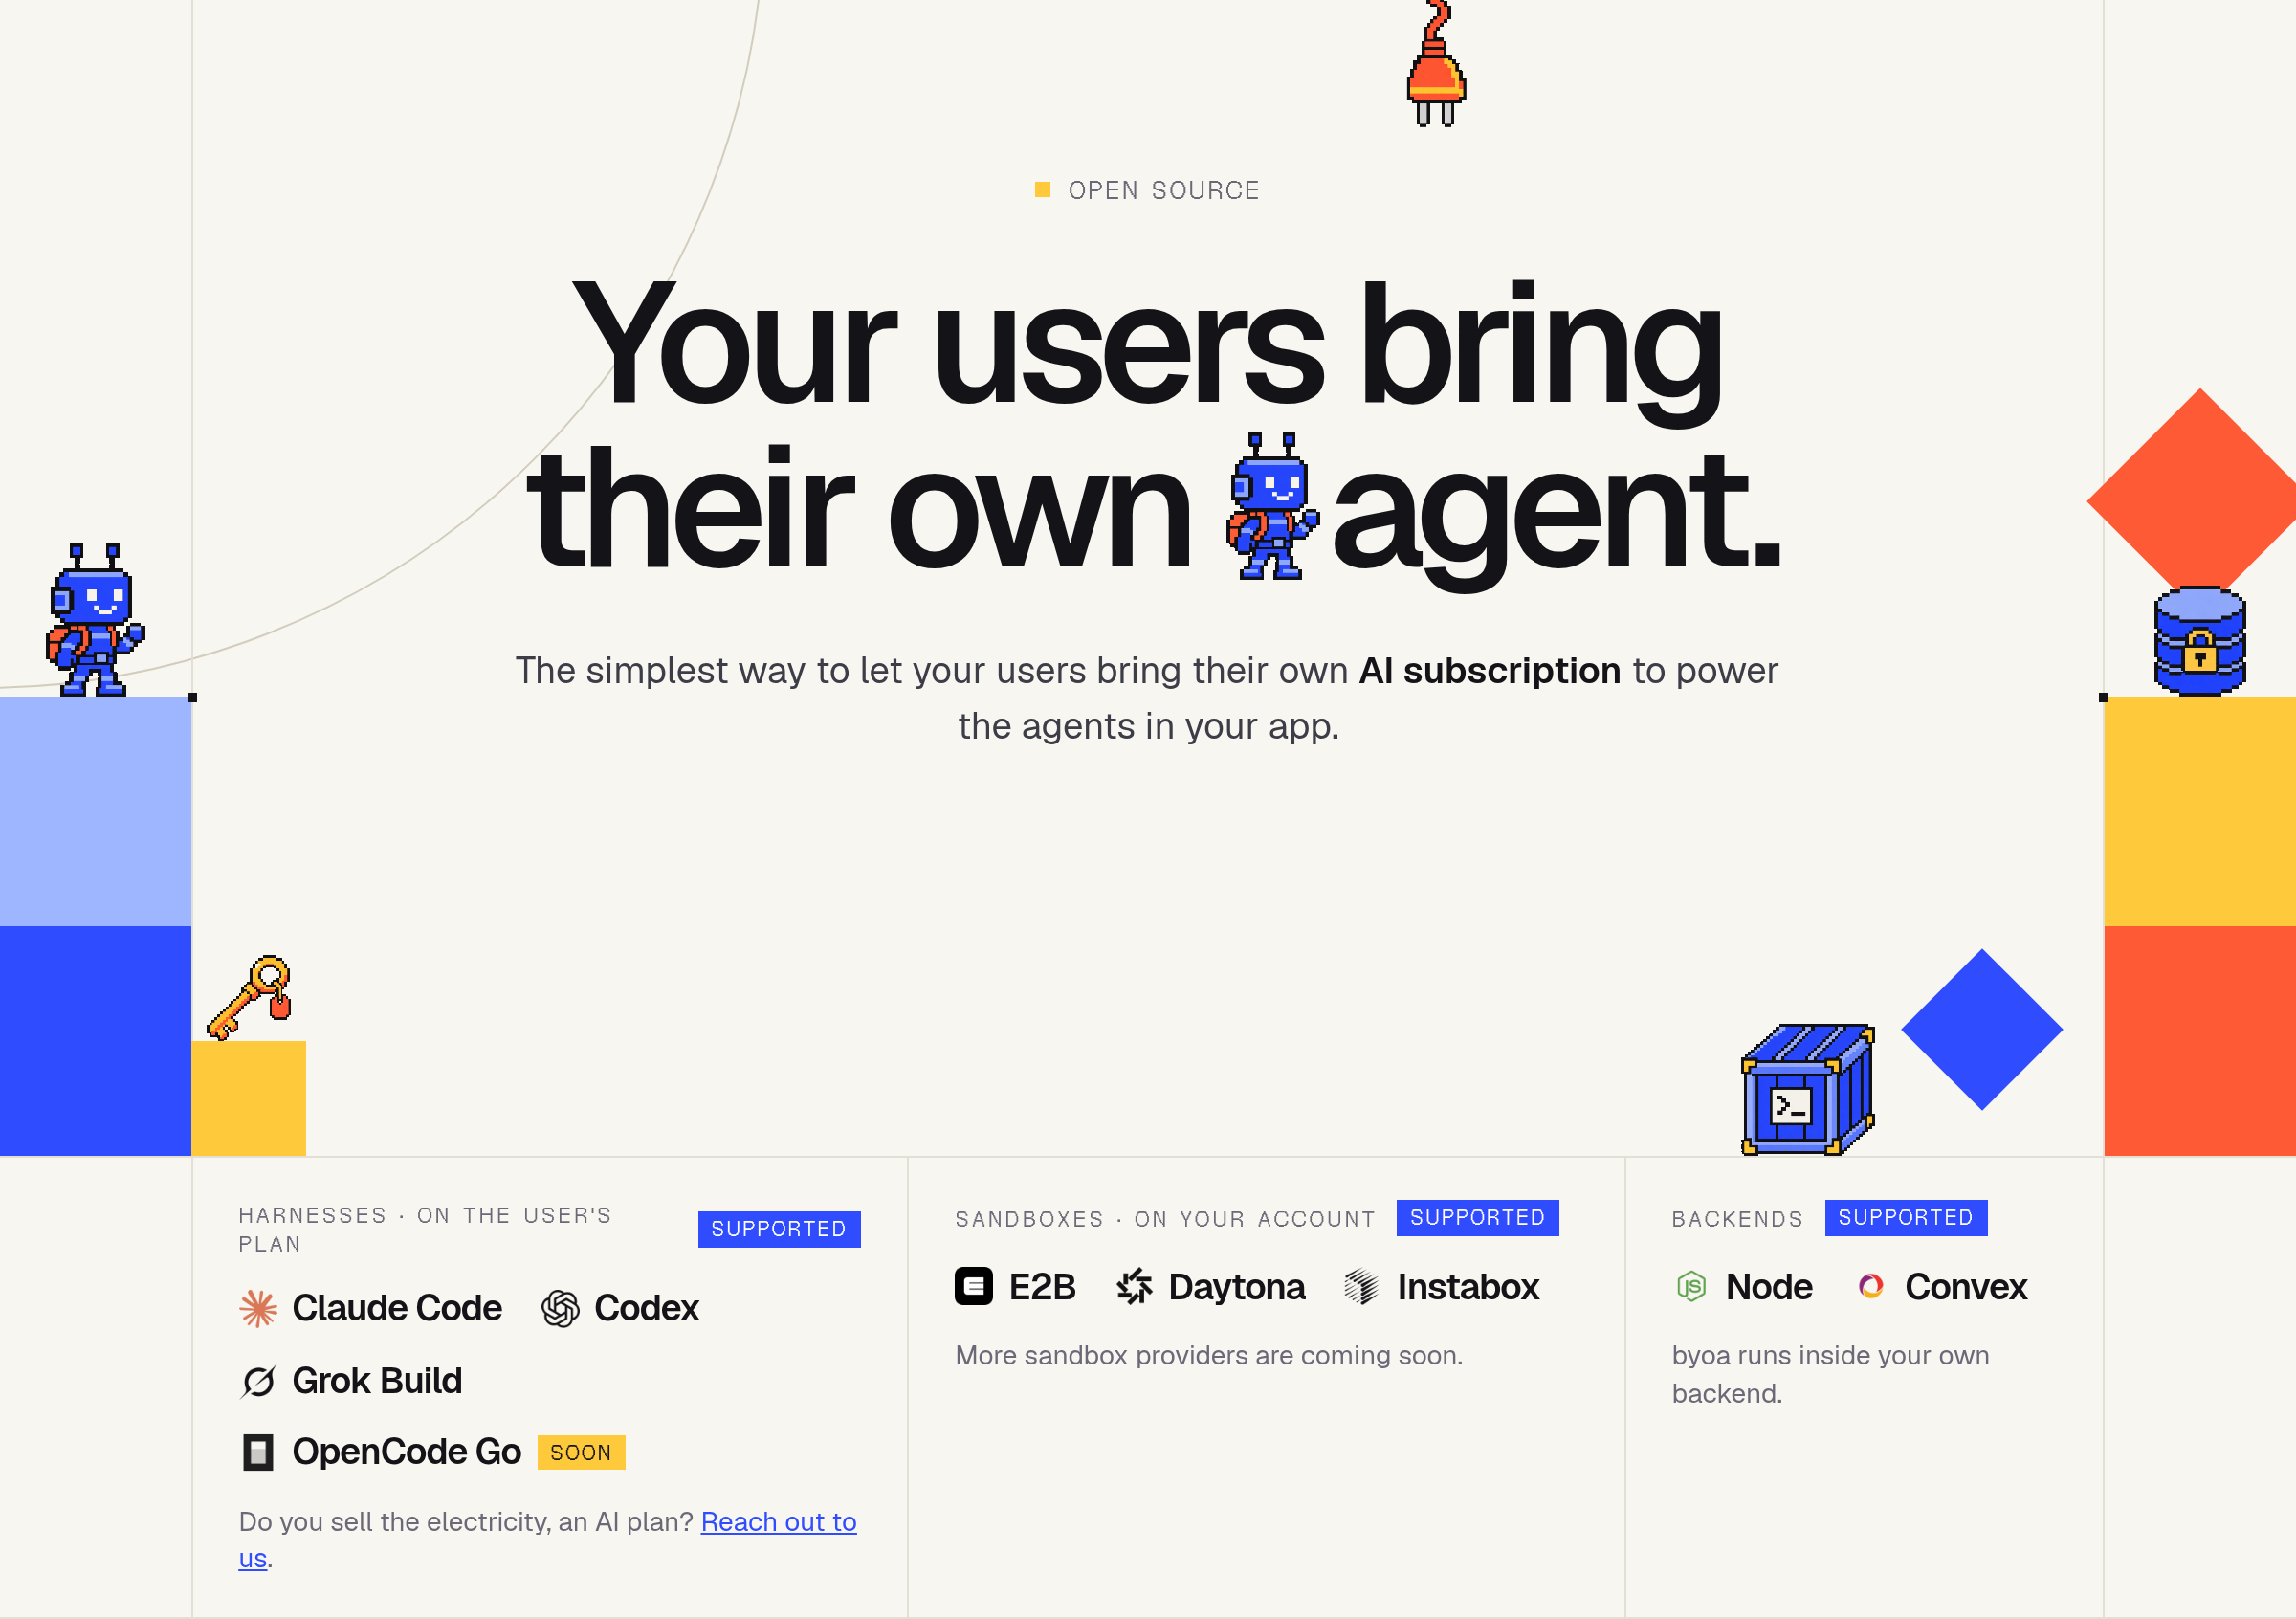 OPEN SOURCE
Your users bring
their own agent.
The simplest way to let your users bring their own AI subscription to power
the agents in your app.
>_
HARNESSES · ON THE USER'S
PLAN
SUPPORTED
Claude Code
Codex
Grok Build
OpenCode Go
SOON
Do you sell the electricity, an AI plan? Reach out to
us.
SANDBOXES · ON YOUR ACCOUNT
SUPPORTED
E2B
Daytona
Instabox
More sandbox providers are coming soon.
BACKENDS
SUPPORTED
JS
Node
Convex
byoa runs inside your own
backend.